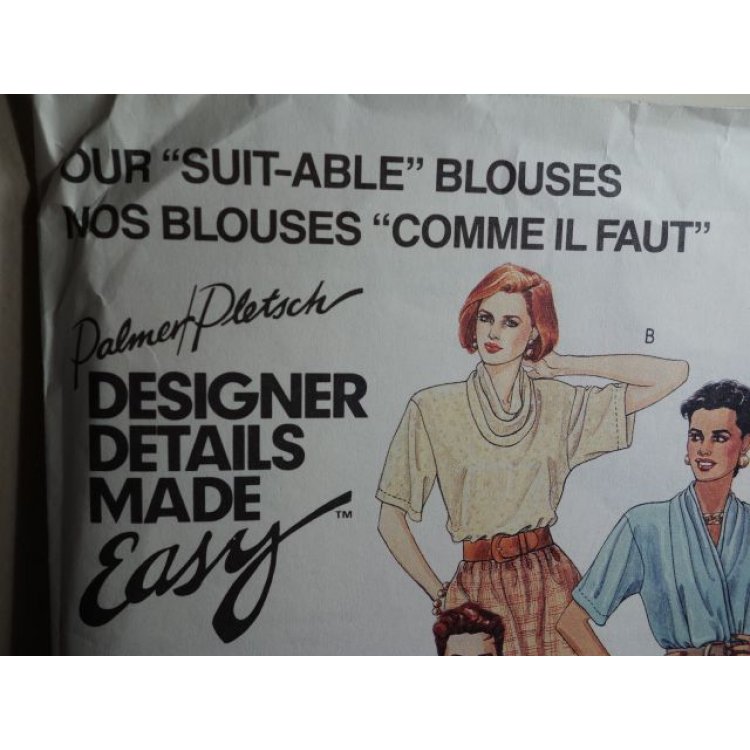 OUR "SUIT-ABLE" BLOUSES
NOS BLOUSES "COMME IL FAUT"
Palmer/Pletsch
DESIGNER
DETAILS
MADE
Easy™
B